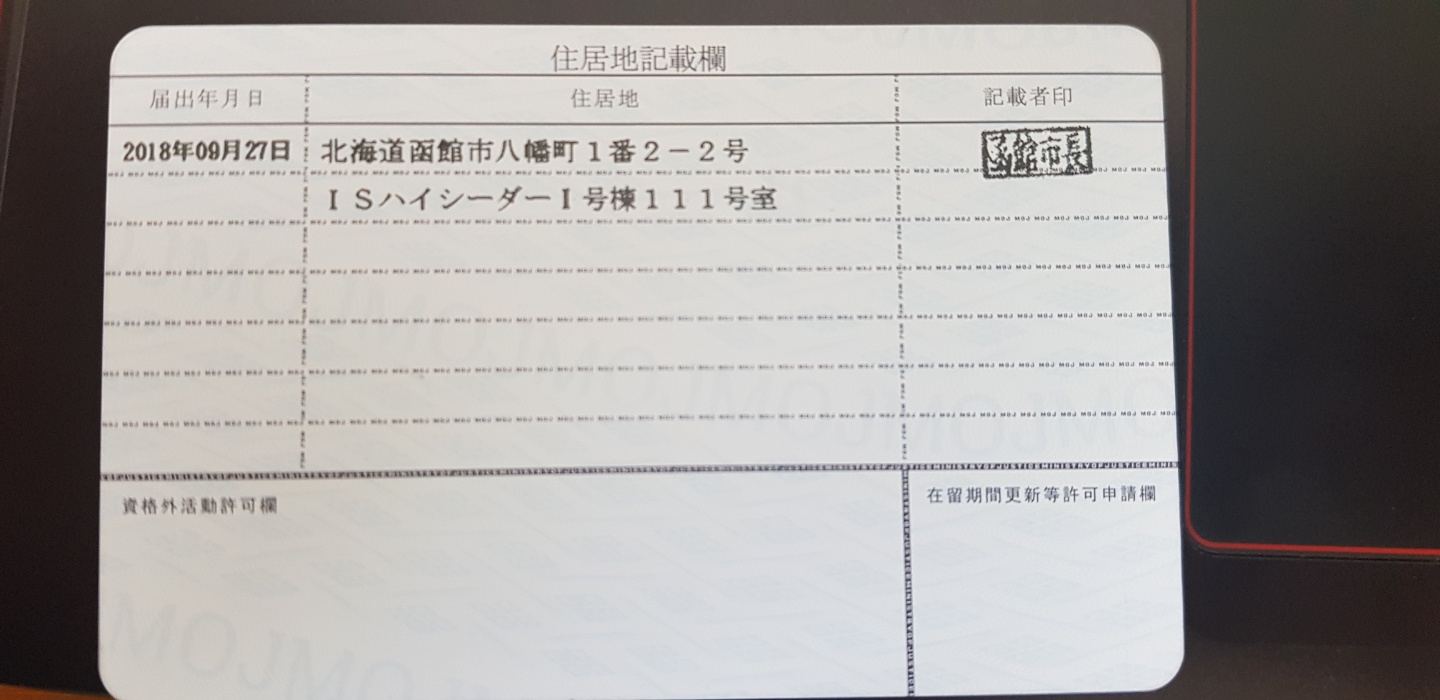 住居地記載欄
届出年月日 住居地 記載者印
2018年09月27日 北海道函館市八幡町1番2-2号 函館市長
ISハイシーダーI号棟111号室
資格外活動許可欄 在留期間更新等許可申請欄